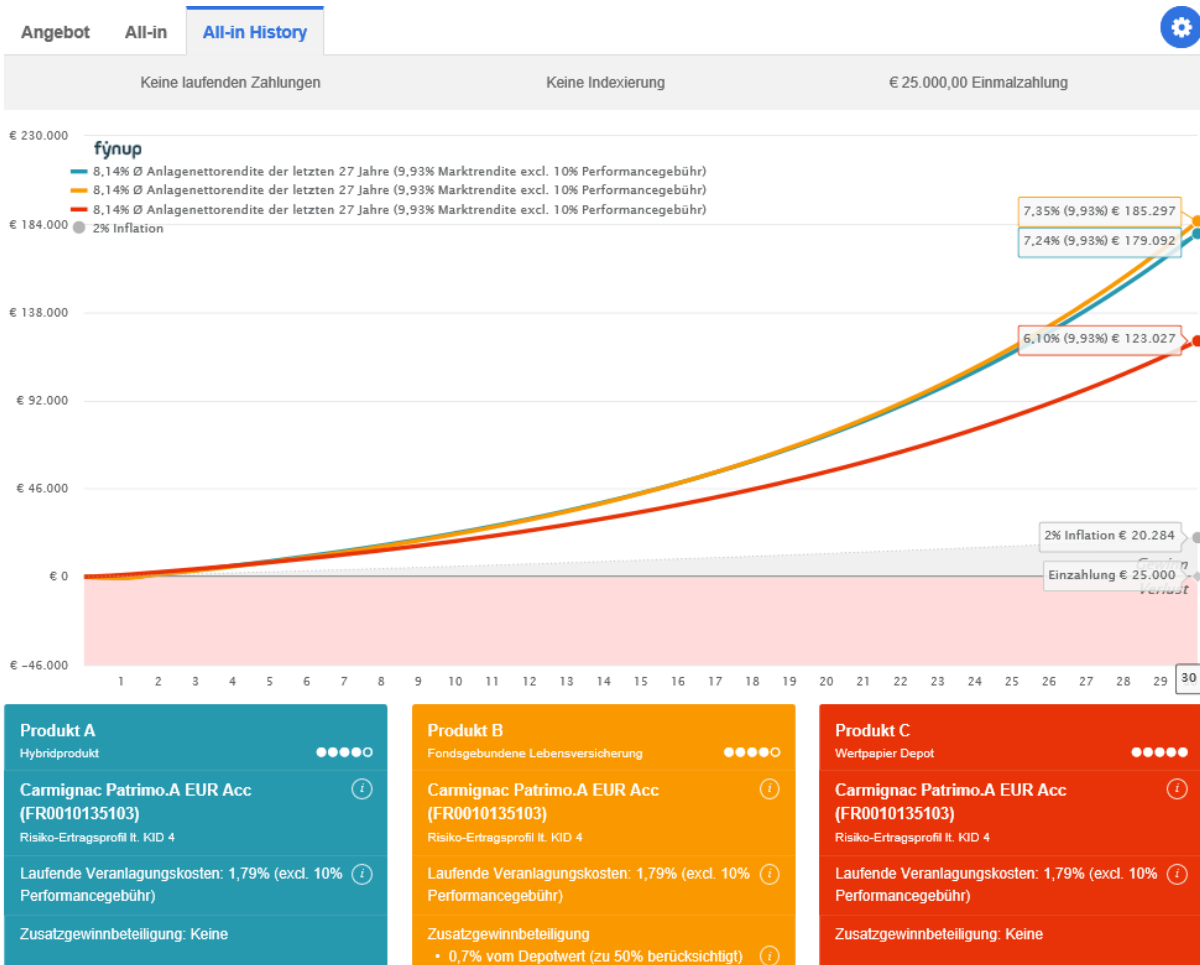 Angebot All-in All-in History
Keine laufenden Zahlungen Keine Indexierung € 25.000,00 Einmalzahlung
€ 230.000
fynup
8,14% Ø Anlagenettorendite der letzten 27 Jahre (9,93% Marktrendite excl. 10% Performancegebühr)
8,14% Ø Anlagenettorendite der letzten 27 Jahre (9,93% Marktrendite excl. 10% Performancegebühr)
8,14% Ø Anlagenettorendite der letzten 27 Jahre (9,93% Marktrendite excl. 10% Performancegebühr)
€ 184.000
2% Inflation
7,35% (9,93%) € 185.297
7,24% (9,93%) € 179.092
€ 138.000
6,10% (9,93%) € 123.027
€ 92.000
€ 46.000
2% Inflation € 20.284
Gewinn
€ 0
Einzahlung € 25.000
Verlust
€ -46.000
1 2 3 4 5 6 7 8 9 10 11 12 13 14 15 16 17 18 19 20 21 22 23 24 25 26 27 28 29 30
Produkt A
Hybridprodukt
Carmignac Patrimo.A EUR Acc
(FR0010135103)
Risiko-Ertragsprofil lt. KID 4
Laufende Veranlagungskosten: 1,79% (excl. 10%
Performancegebühr)
Zusatzgewinnbeteiligung: Keine
Produkt B
Fondsgebundene Lebensversicherung
Carmignac Patrimo.A EUR Acc
(FR0010135103)
Risiko-Ertragsprofil lt. KID 4
Laufende Veranlagungskosten: 1,79% (excl. 10%
Performancegebühr)
Zusatzgewinnbeteiligung
• 0,7% vom Depotwert (zu 50% berücksichtigt)
Produkt C
Wertpapier Depot
Carmignac Patrimo.A EUR Acc
(FR0010135103)
Risiko-Ertragsprofil lt. KID 4
Laufende Veranlagungskosten: 1,79% (excl. 10%
Performancegebühr)
Zusatzgewinnbeteiligung: Keine